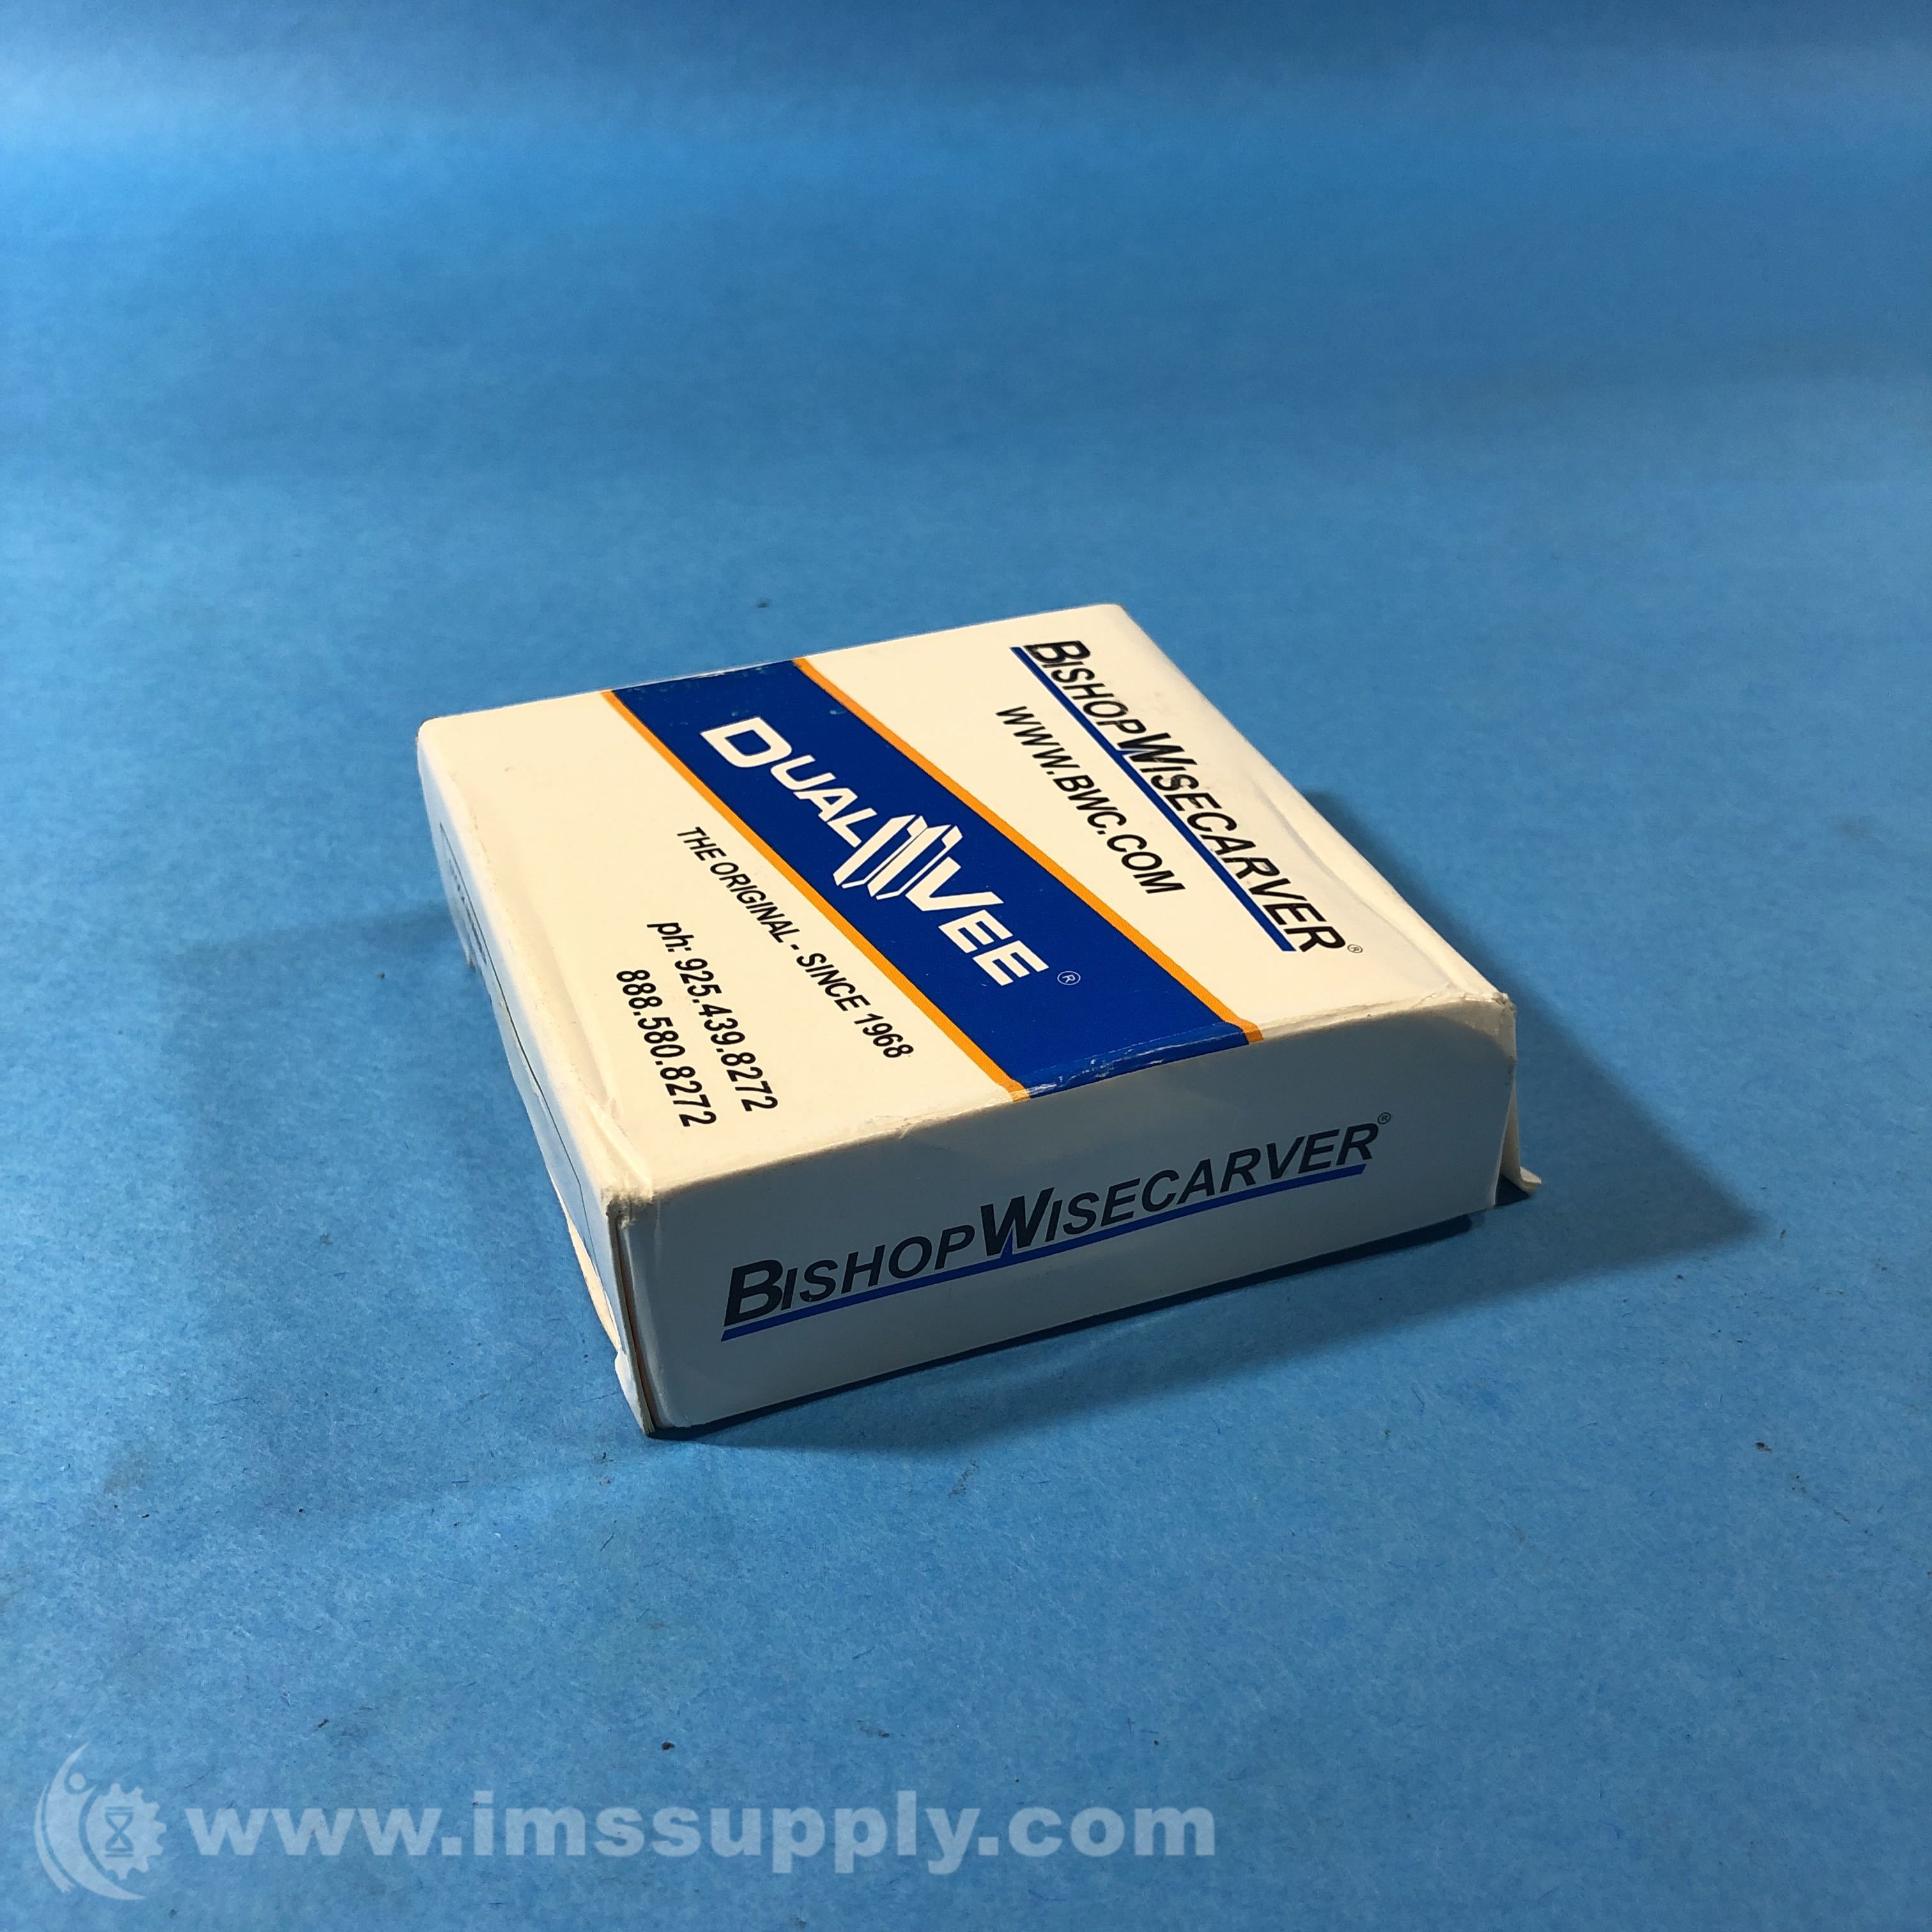 BISHOPWISECARVER®
WWW.BWC.COM
DUALVEE®
THE ORIGINAL - SINCE 1968
ph: 925.439.8272
888.580.8272
BISHOPWISECARVER®
www.imssupply.com